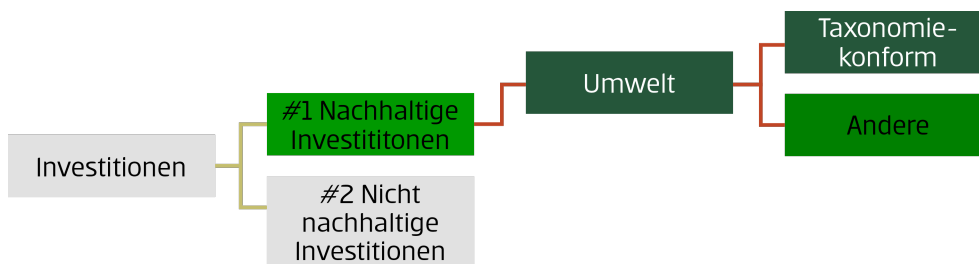 Investitionen
#1 Nachhaltige
Investititonen
#2 Nicht
nachhaltige
Investitionen
Umwelt
Taxonomie-
konform
Andere